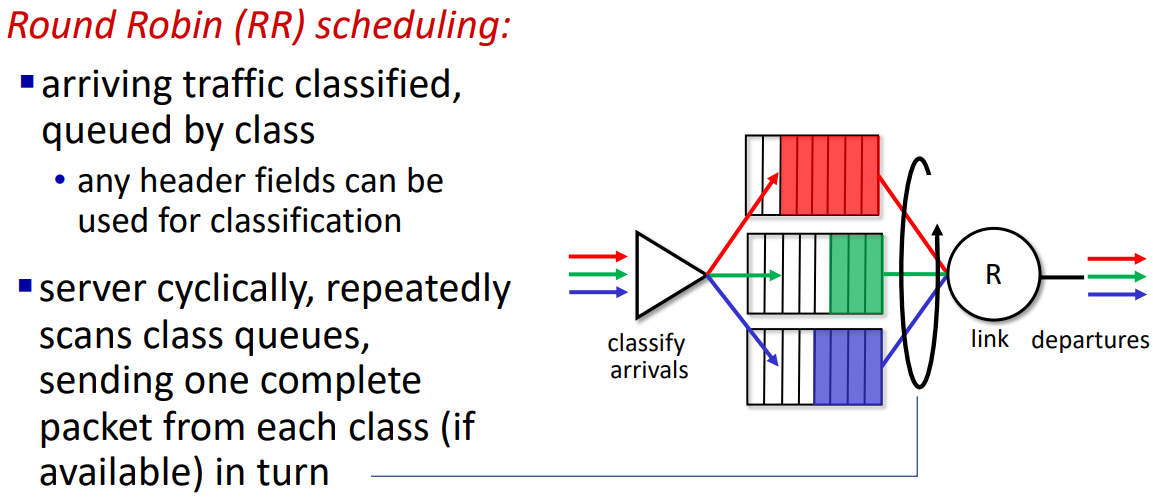 Round Robin (RR) scheduling:
▪ arriving traffic classified,
queued by class
• any header fields can be
used for classification
▪ server cyclically, repeatedly
scans class queues,
sending one complete
packet from each class (if
available) in turn
classify
arrivals
R
link
departures